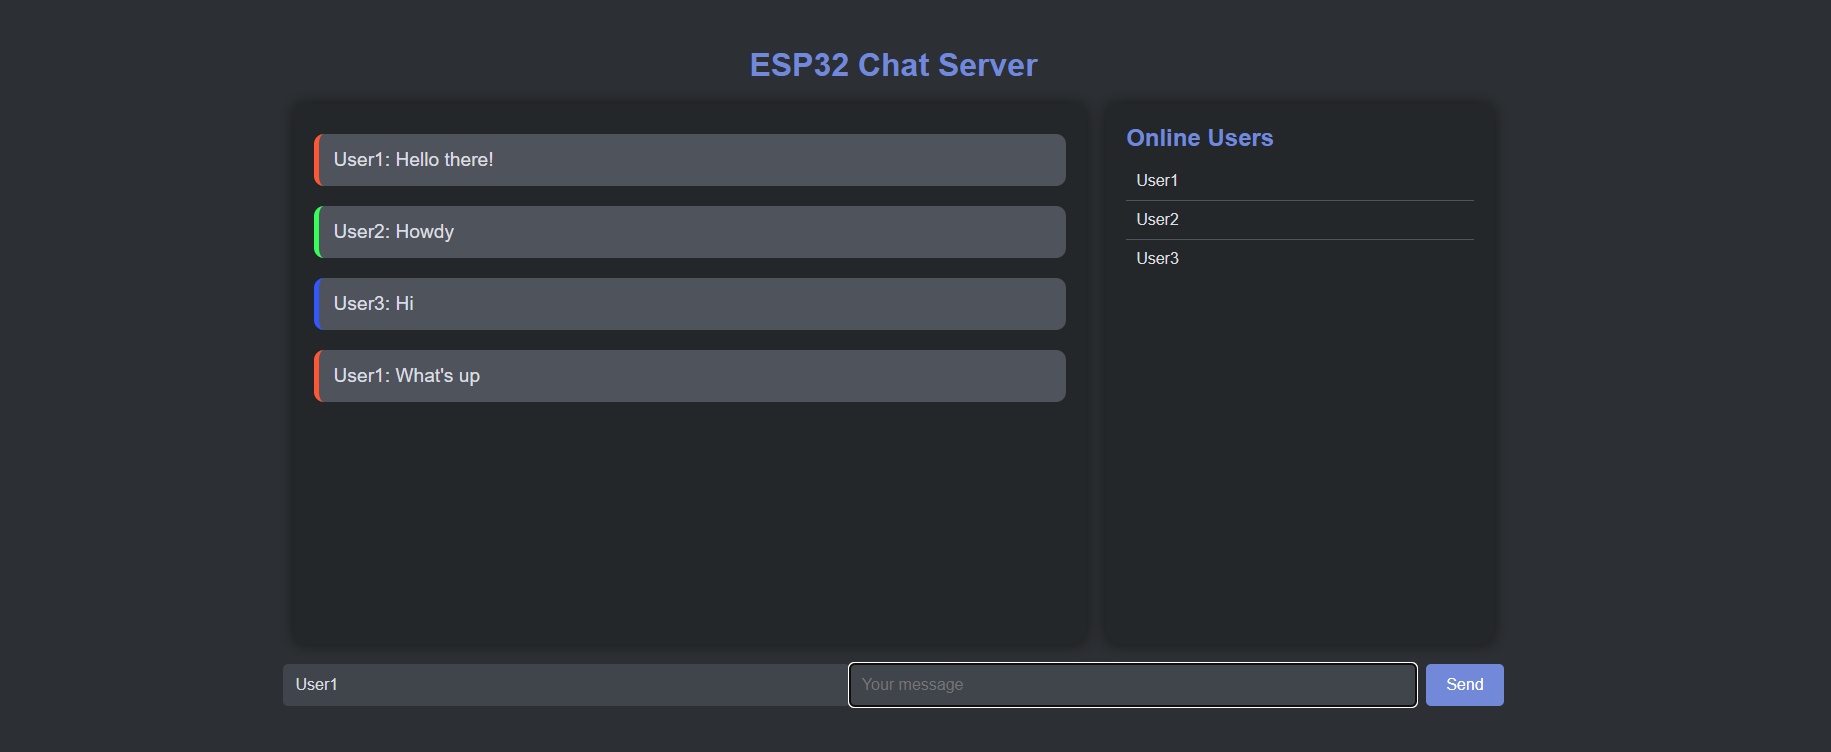 ESP32 Chat Server
User1: Hello there!
User2: Howdy
User3: Hi
User1: What's up
Online Users
User1
User2
User3
User1
Your message
Send